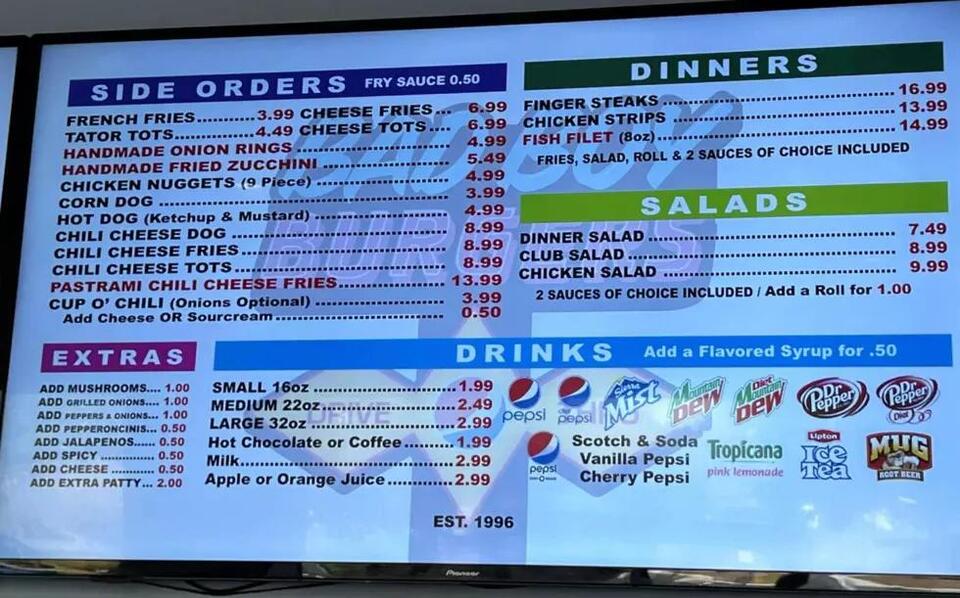 SIDE ORDERS FRY SAUCE 0.50
FRENCH FRIES 3.99 CHEESE FRIES 6.99
TATOR TOTS 4.49 CHEESE TOTS 6.99
HANDMADE ONION RINGS 4.99
HANDMADE FRIED ZUCCHINI 5.49
CHICKEN NUGGETS (9 Piece) 4.99
CORN DOG 3.99
HOT DOG (Ketchup & Mustard) 4.99
CHILI CHEESE DOG 8.99
CHILI CHEESE FRIES 8.99
CHILI CHEESE TOTS 8.99
PASTRAMI CHILI CHEESE FRIES 13.99
CUP O' CHILI (Onions Optional) 3.99
Add Cheese OR Sourcream 0.50
DINNERS
FINGER STEAKS 16.99
CHICKEN STRIPS 13.99
FISH FILET (8oz) 14.99
FRIES, SALAD, ROLL & 2 SAUCES OF CHOICE INCLUDED
SALADS
DINNER SALAD 7.49
CLUB SALAD 8.99
CHICKEN SALAD 9.99
2 SAUCES OF CHOICE INCLUDED / Add a Roll for 1.00
BAD BOY
BURGERS
DRIVE IN
EXTRAS
ADD MUSHROOMS.... 1.00
ADD GRILLED ONIONS... 1.00
ADD PEPPERS & ONIONS... 1.00
ADD PEPPERONCINIS.. 0.50
ADD JALAPENOS...... 0.50
ADD SPICY 0.50
ADD CHEESE 0.50
ADD EXTRA PATTY... 2.00
DRINKS Add a Flavored Syrup for .50
SMALL 16oz 1.99
MEDIUM 22oz 2.49
LARGE 32oz 2.99
Hot Chocolate or Coffee 1.99
Milk 2.99
Apple or Orange Juice 2.99
pepsi
diet pepsi
Sierra Mist
Mountain Dew
Diet Mountain Dew
Dr Pepper
Dr Pepper Diet
pepsi
Scotch & Soda
Vanilla Pepsi
Cherry Pepsi
Tropicana
pink lemonade
Lipton
ICE TEA
MUG
ROOT BEER
EST. 1996
Pioneer